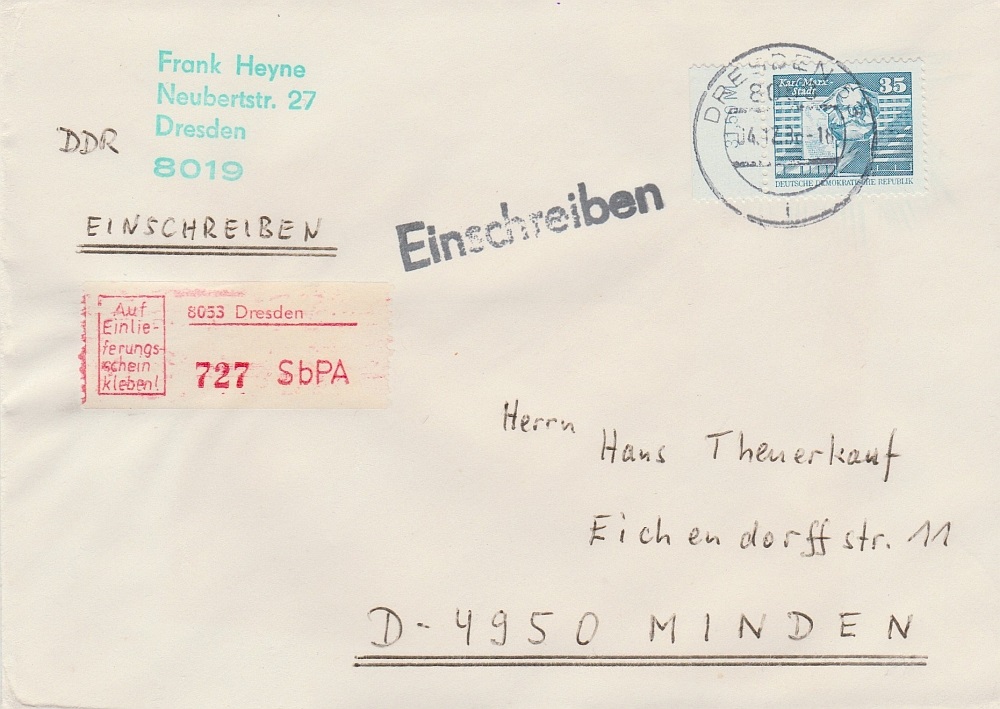 Frank Heyne
Neubertstr. 27
Dresden
8019
DDR
EINSCHREIBEN
Einschreiben
DRESDEN
i
Karl-Marx-
Stadt
35
DEUTSCHE DEMOKRATISCHE REPUBLIK
Auf
Einlie-
ferungs-
schein
kleben!
8053 Dresden
727 SbPA
Herrn
Hans Theuerkauf
Eichendorffstr. 11
D-4950 MINDEN